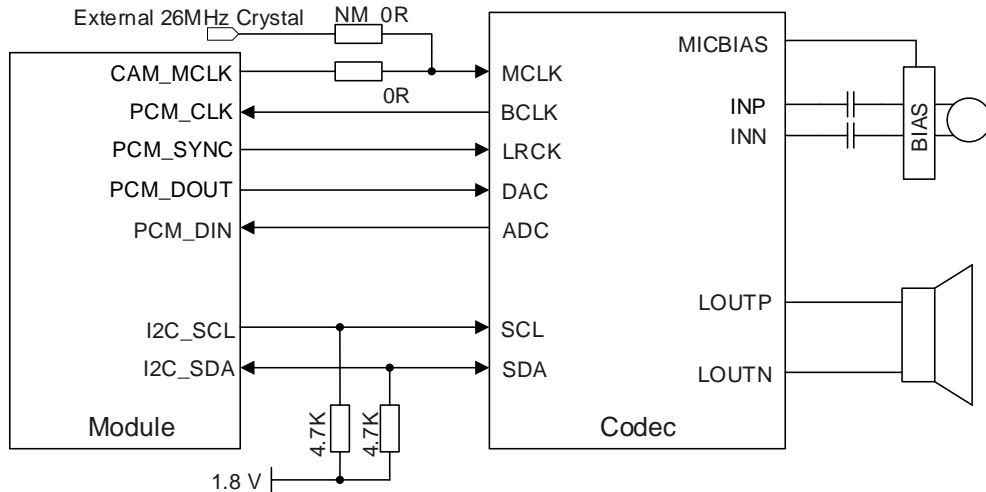 External 26MHz Crystal
NM_0R
CAM_MCLK
0R
MCLK
MICBIAS
PCM_CLK
BCLK
INP
PCM_SYNC
LRCK
INN
BIAS
PCM_DOUT
DAC
PCM_DIN
ADC
LOUTP
I2C_SCL
SCL
I2C_SDA
SDA
LOUTN
Module
4.7K
4.7K
Codec
1.8 V